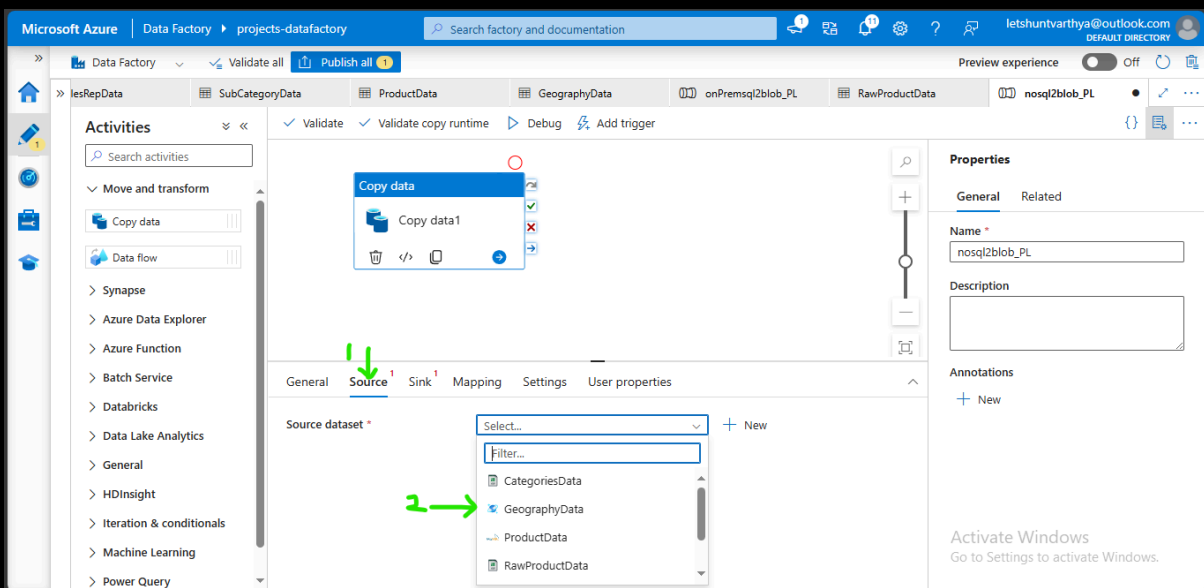 Microsoft Azure
Data Factory
projects-datafactory
Search factory and documentation
1
11
letshuntvarthya@outlook.com
DEFAULT DIRECTORY
Data Factory
Validate all
Publish all 1
Preview experience
Off
lesRepData
SubCategoryData
ProductData
GeographyData
onPremsql2blob_PL
RawProductData
nosql2blob_PL
1
Activities
Search activities
Move and transform
Copy data
Data flow
Synapse
Azure Data Explorer
Azure Function
Batch Service
Databricks
Data Lake Analytics
General
HDInsight
Iteration & conditionals
Machine Learning
Power Query
Validate
Validate copy runtime
Debug
Add trigger
Copy data
Copy data1
1
General
Source 1
Sink 1
Mapping
Settings
User properties
Source dataset *
Select...
New
Filter...
CategoriesData
2
GeographyData
ProductData
RawProductData
Properties
General
Related
Name *
nosql2blob_PL
Description
Annotations
New
Activate Windows
Go to Settings to activate Windows.